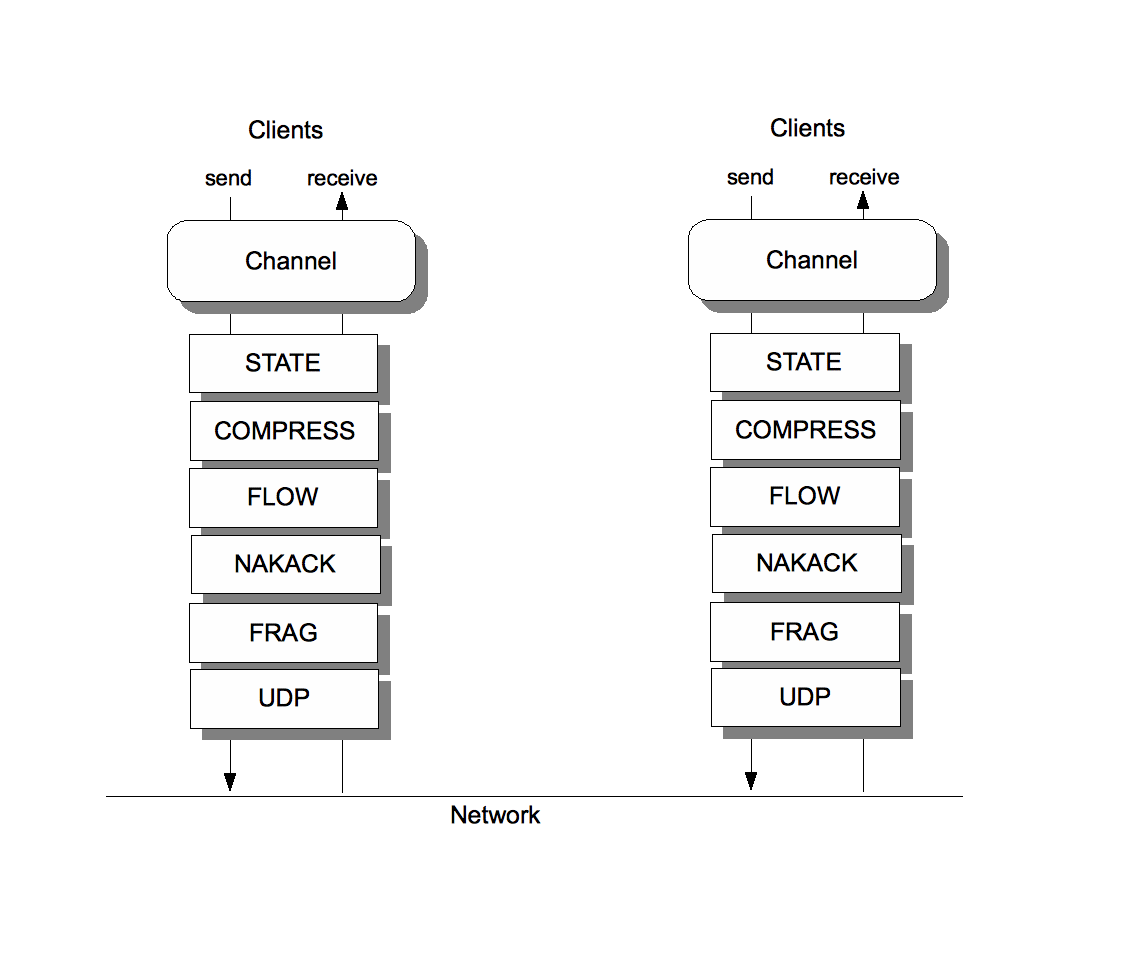 Clients
send receive
Channel
STATE
COMPRESS
FLOW
NAKACK
FRAG
UDP
Clients
send receive
Channel
STATE
COMPRESS
FLOW
NAKACK
FRAG
UDP
Network